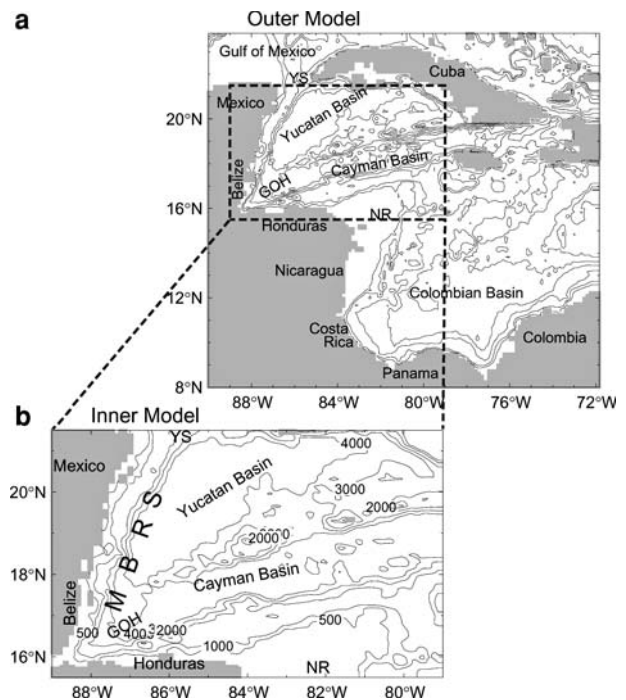 a
Outer Model
Gulf of Mexico
YS
Cuba
Mexico
20°N
Yucatan Basin
Belize
GOH
Cayman Basin
16°N
NR
Honduras
Nicaragua
12°N
Colombian Basin
Costa
Rica
Colombia
Panama
8°N
88°W
84°W
80°W
76°W
72°W
b
Inner Model
YS
4000
Mexico
Yucatan Basin
20°N
3000
2000
MBRS
2000
Cayman Basin
18°N
Belize
GOH
500
500
1000
Honduras
16°N
NR
88°W
86°W
84°W
82°W
80°W